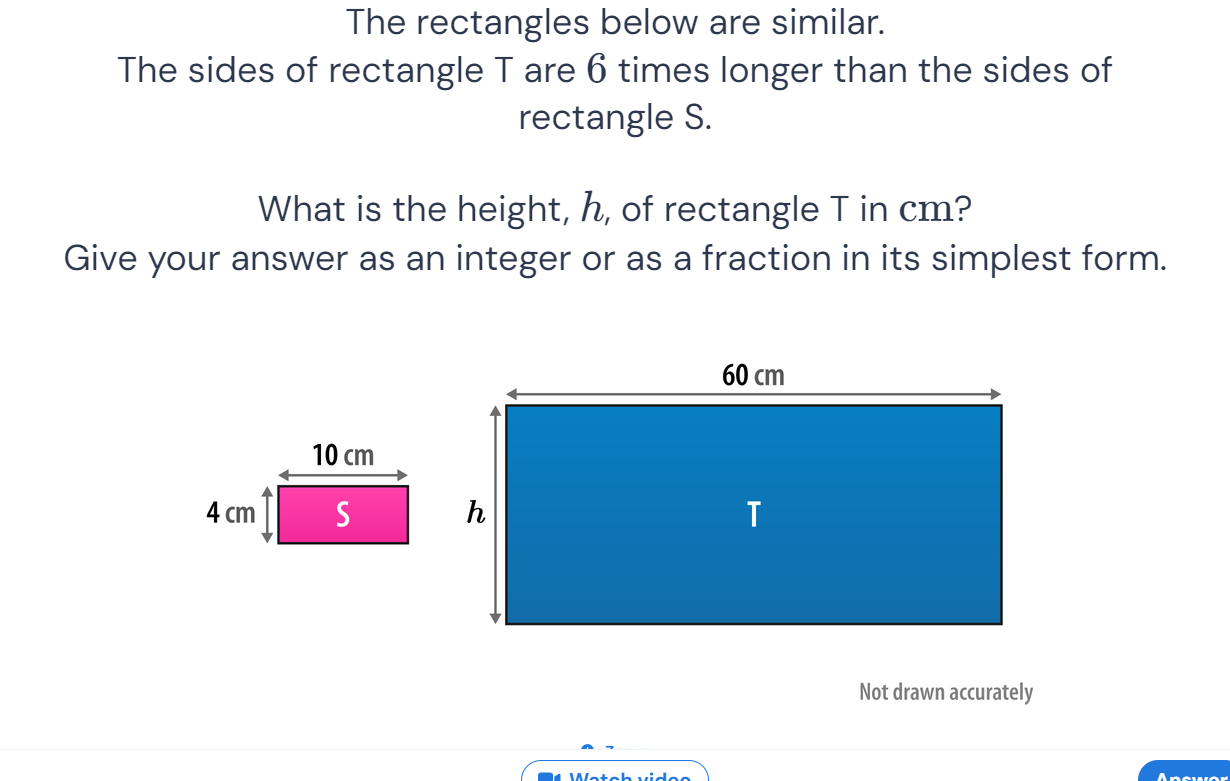 The rectangles below are similar.
The sides of rectangle T are 6 times longer than the sides of
rectangle S.
What is the height, h, of rectangle T in cm?
Give your answer as an integer or as a fraction in its simplest form.
60 cm
10 cm
4 cm
S
h
T
Not drawn accurately
Watch video
Answer